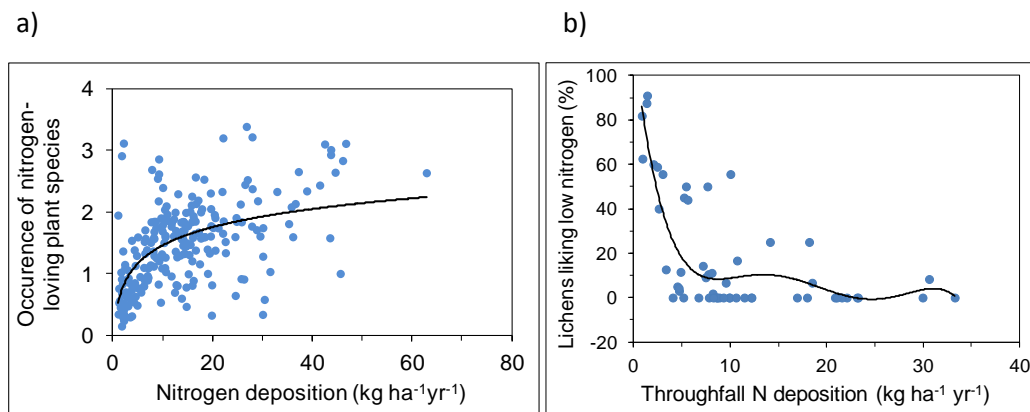 a)
Occurence of nitrogen-
loving plant species
4
3
2
1
0
0 20 40 60 80
Nitrogen deposition (kg ha⁻¹yr⁻¹)
b)
Lichens liking low nitrogen (%)
100
80
60
40
20
0
-20
0 10 20 30 40
Throughfall N deposition (kg ha⁻¹ yr⁻¹)